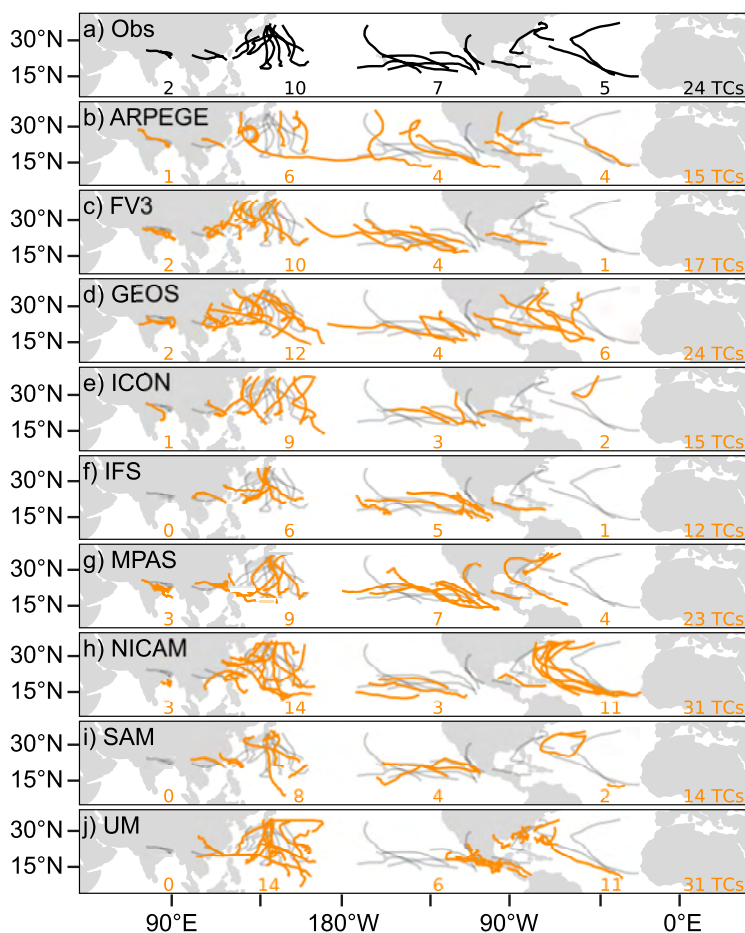 a) Obs
30°N
15°N
2 10 7 5 24 TCs
b) ARPEGE
30°N
15°N
1 6 4 4 15 TCs
c) FV3
30°N
15°N
2 10 4 1 17 TCs
d) GEOS
30°N
15°N
2 12 4 6 24 TCs
e) ICON
30°N
15°N
1 9 3 2 15 TCs
f) IFS
30°N
15°N
0 6 5 1 12 TCs
g) MPAS
30°N
15°N
3 9 7 4 23 TCs
h) NICAM
30°N
15°N
3 14 3 11 31 TCs
i) SAM
30°N
15°N
0 8 4 2 14 TCs
j) UM
30°N
15°N
0 14 6 11 31 TCs
90°E 180°W 90°W 0°E